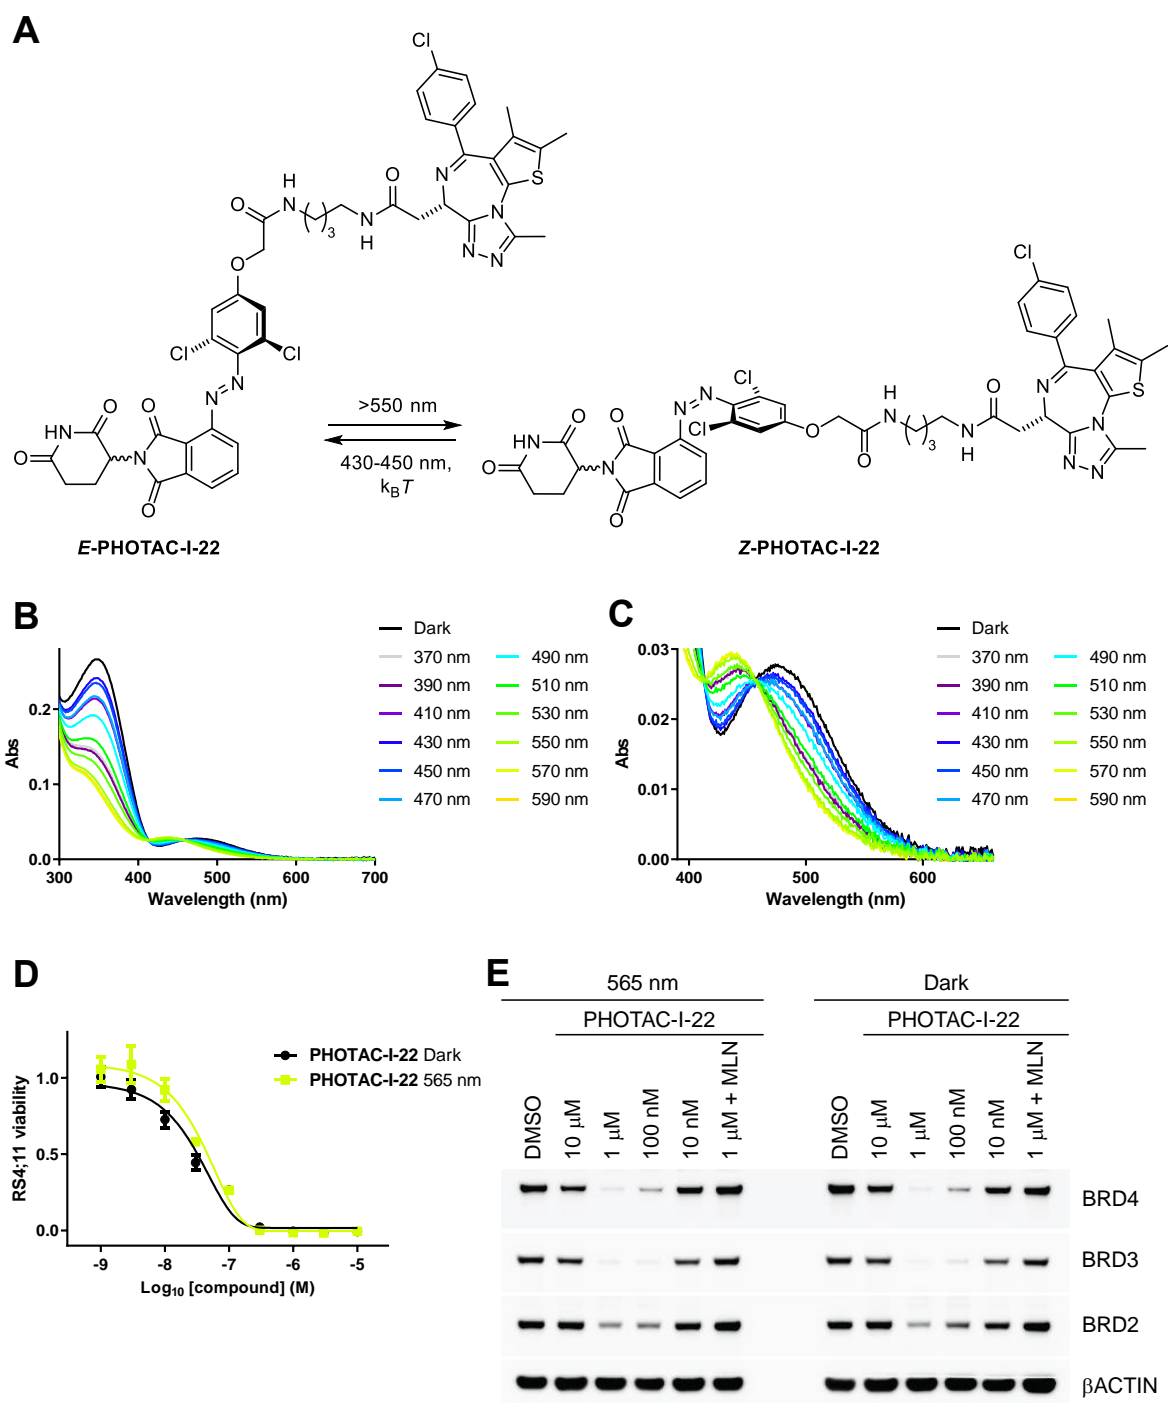 A
Cl
N
S
N
N
N
O
H
N
( )3
N
H
O
O
O
Cl
Cl
N
N
O
O
NH
O
N
O
>550 nm
430-450 nm,
kBT
Cl
N
S
N
N
N
O
N
H
( )3
H
N
O
O
Cl
Cl
N
N
O
HN
O
O
N
O
E-PHOTAC-I-22
Z-PHOTAC-I-22
B
Dark
370 nm
390 nm
410 nm
430 nm
450 nm
470 nm
490 nm
510 nm
530 nm
550 nm
570 nm
590 nm
Abs
0.2
0.1
0.0
300 400 500 600 700
Wavelength (nm)
C
Dark
370 nm
390 nm
410 nm
430 nm
450 nm
470 nm
490 nm
510 nm
530 nm
550 nm
570 nm
590 nm
Abs
0.03
0.02
0.01
0.00
400 500 600
Wavelength (nm)
D
PHOTAC-I-22 Dark
PHOTAC-I-22 565 nm
RS4;11 viability
1.0
0.5
0.0
-9 -8 -7 -6 -5
Log10 [compound] (M)
E
565 nm Dark
PHOTAC-I-22 PHOTAC-I-22
DMSO
10 μM
1 μM
100 nM
10 nM
1 μM + MLN
DMSO
10 μM
1 μM
100 nM
10 nM
1 μM + MLN
BRD4
BRD3
BRD2
βACTIN